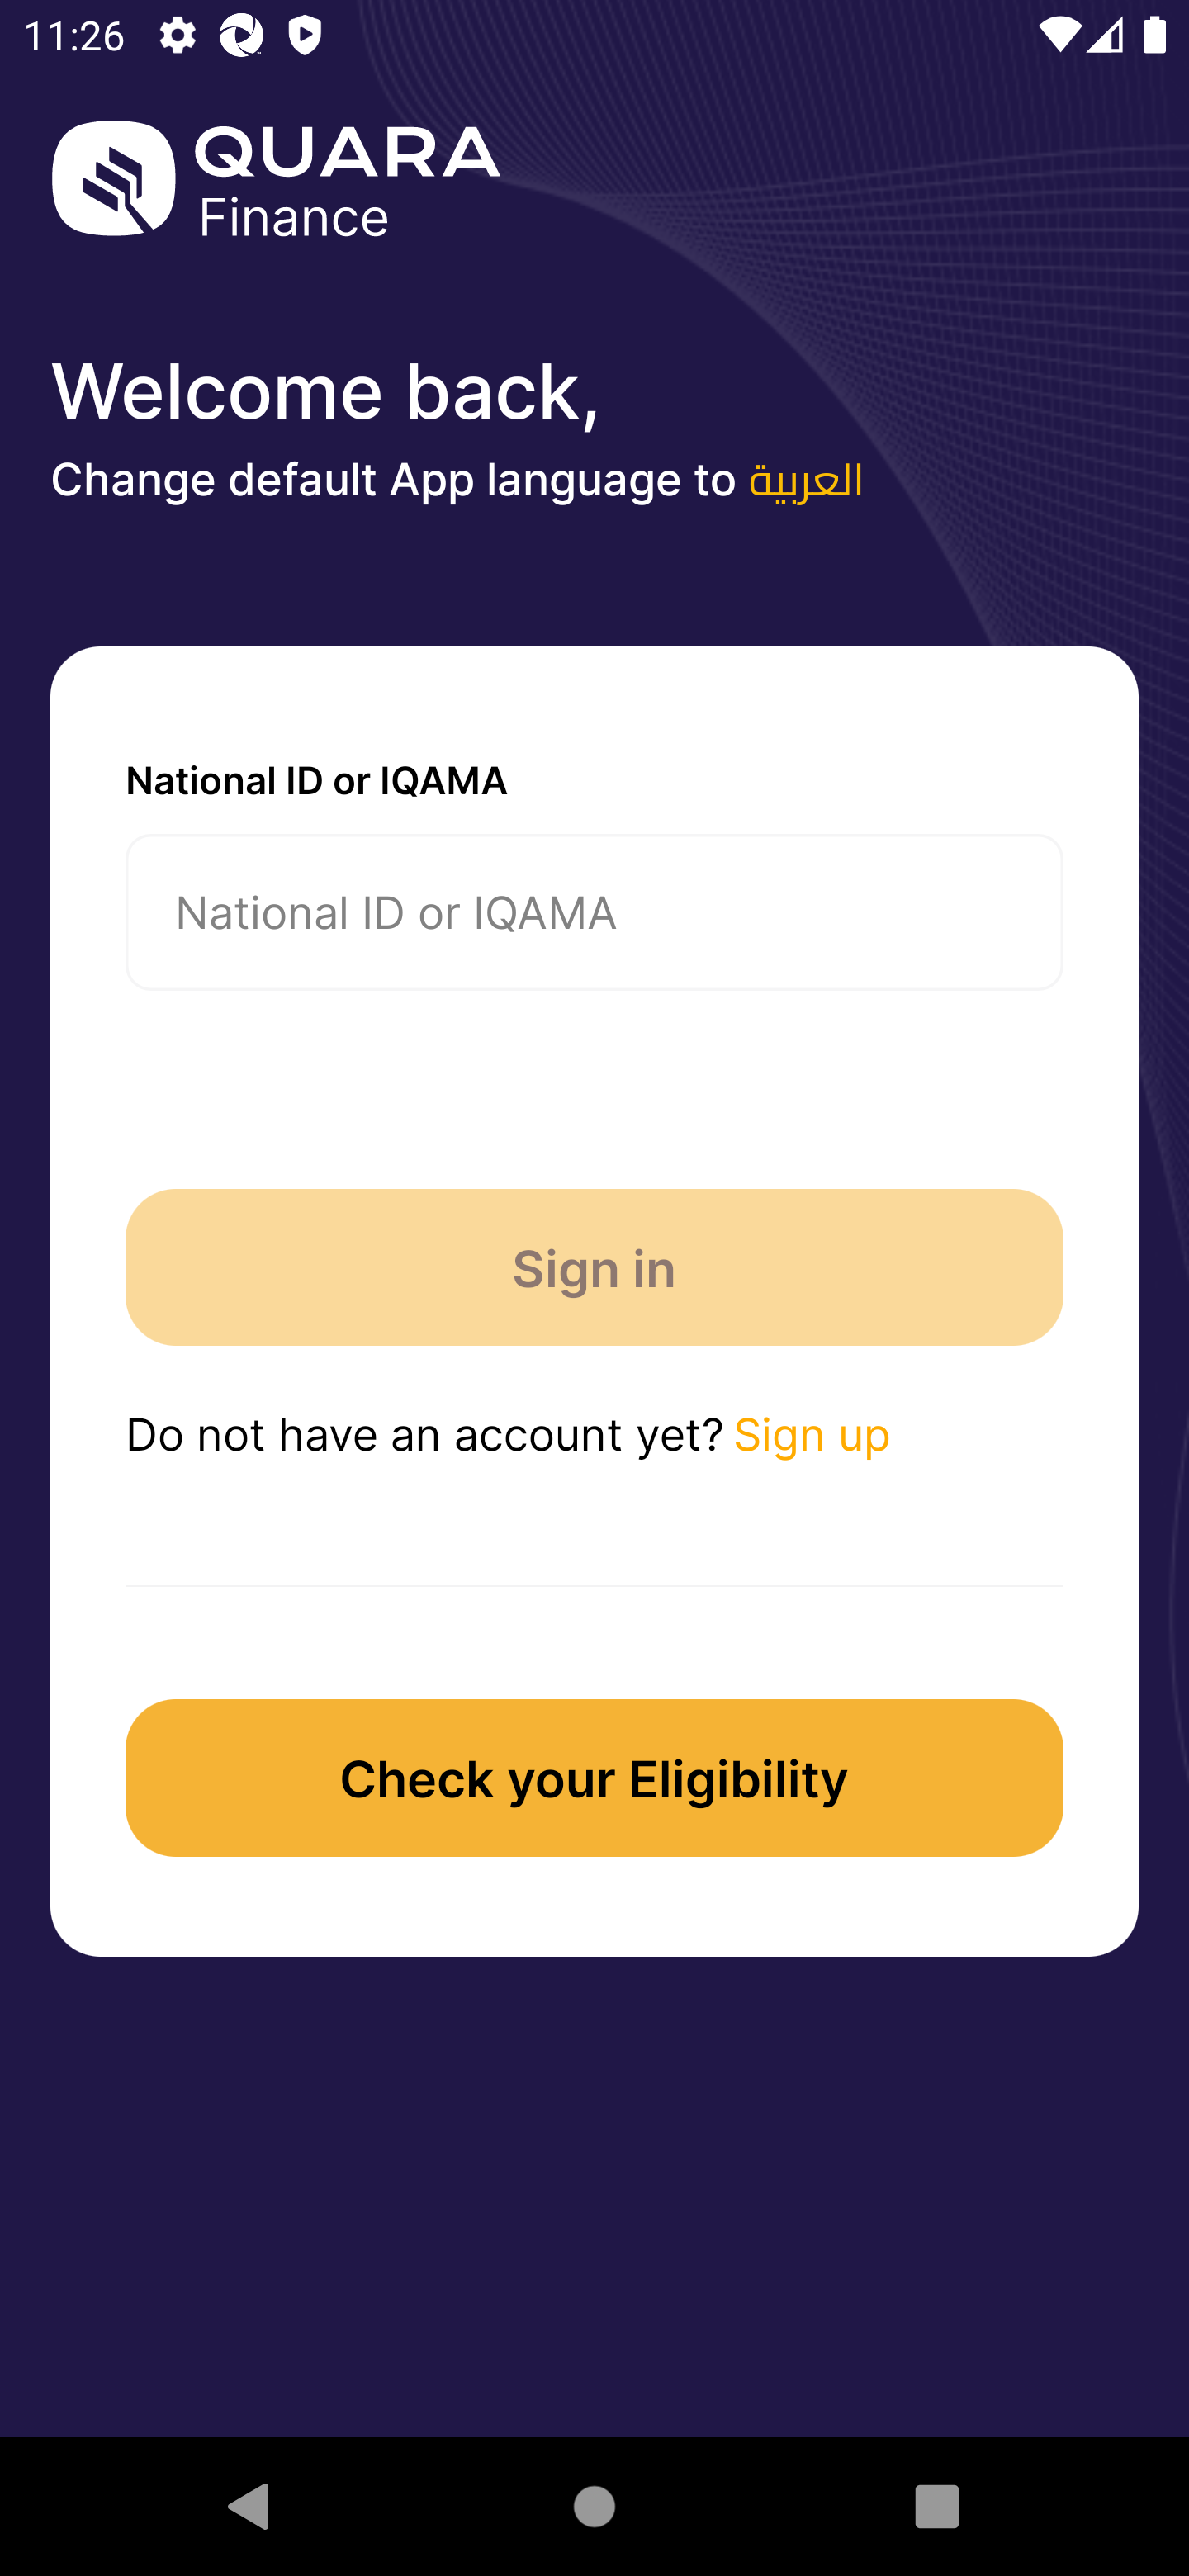 11:26
QUARA
Finance
Welcome back,
Change default App language to العربية
National ID or IQAMA
National ID or IQAMA
Sign in
Do not have an account yet? Sign up
Check your Eligibility